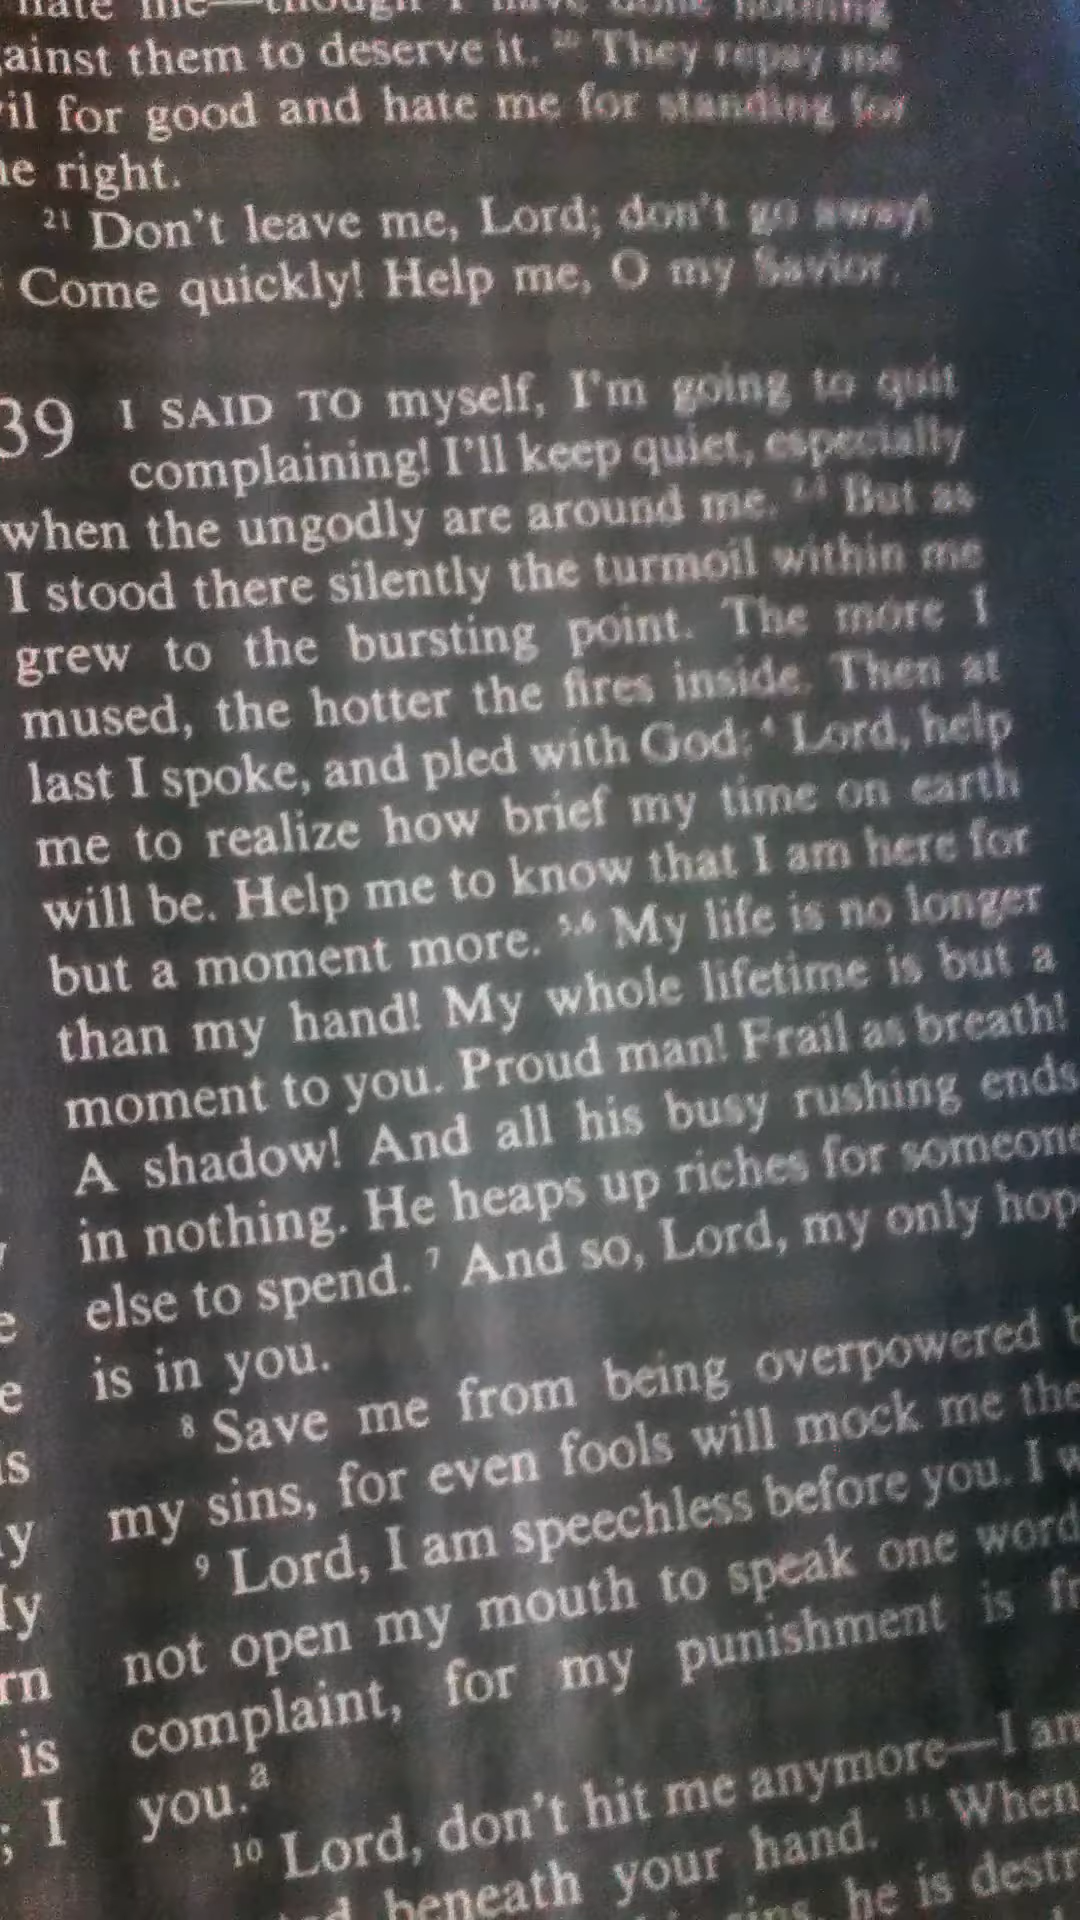 hate me—though I have done nothing
ainst them to deserve it. 20 They repay me
il for good and hate me for standing for
he right.
21 Don't leave me, Lord; don't go away!
Come quickly! Help me, O my Savior.
39 I SAID TO myself, I'm going to quit
complaining! I'll keep quiet, especially
when the ungodly are around me. But as
I stood there silently the turmoil within me
grew to the bursting point. The more I
mused, the hotter the fires inside. Then at
last I spoke, and pled with God: 4 Lord, help
me to realize how brief my time on earth
will be. Help me to know that I am here for
but a moment more. 5,6 My life is no longer
than my hand! My whole lifetime is but a
moment to you. Proud man! Frail as breath!
A shadow! And all his busy rushing ends
in nothing. He heaps up riches for someone
else to spend. 7 And so, Lord, my only hop
is in you.
8 Save me from being overpowered b
my sins, for even fools will mock me the
9 Lord, I am speechless before you. I w
not open my mouth to speak one word
complaint, for my punishment is fr
you.a
10 Lord, don't hit me anymore—I am
beneath your hand. 11 When
sins, he is destr
y
e
e
is
y
ly
rn
is
; I